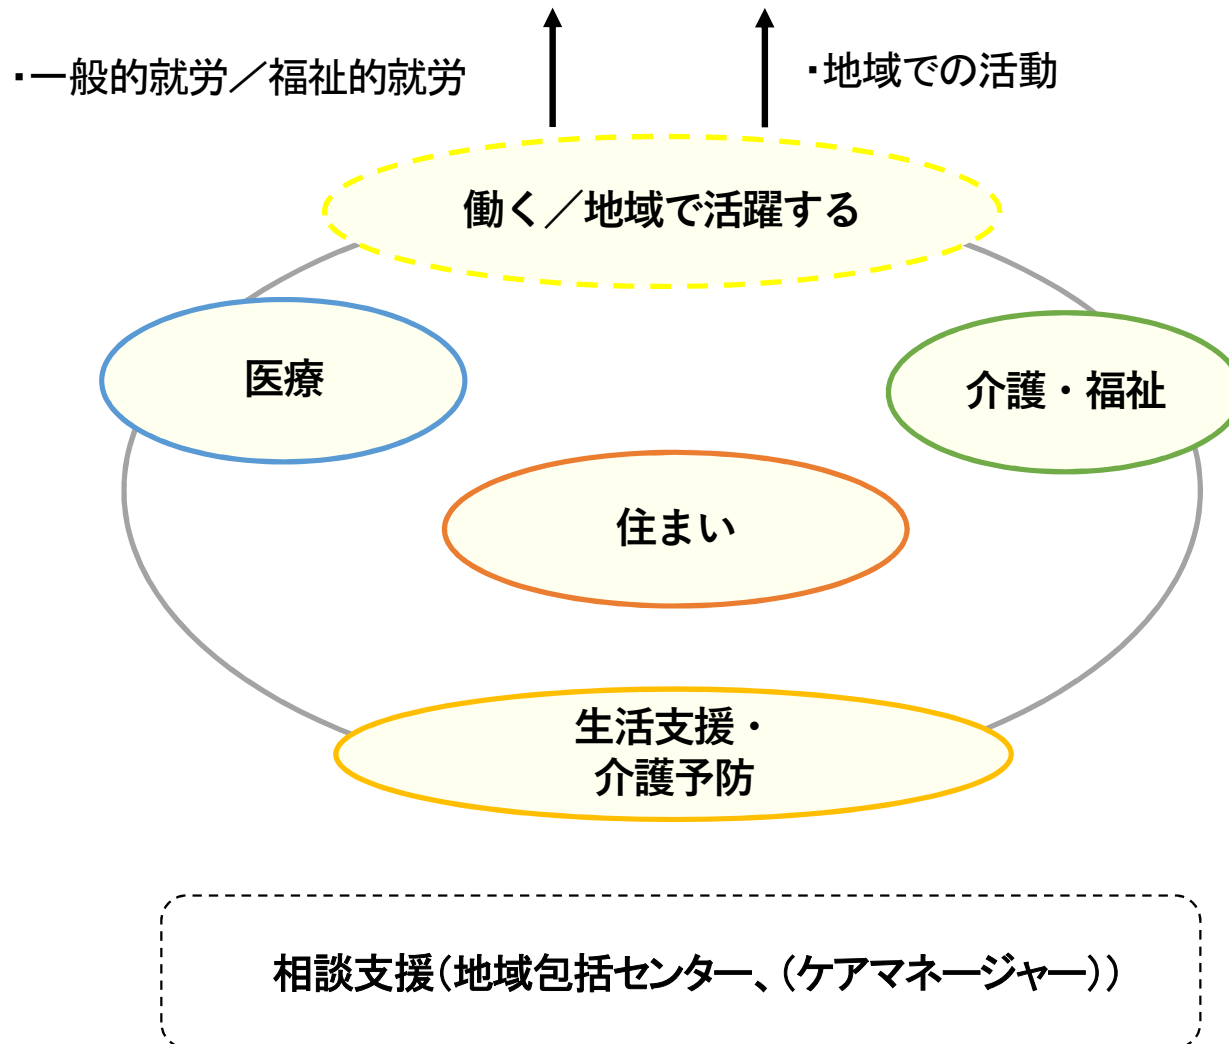 ・一般的就労／福祉的就労
・地域での活動
働く／地域で活躍する
医療
介護・福祉
住まい
生活支援・
介護予防
相談支援（地域包括センター、（ケアマネージャー））